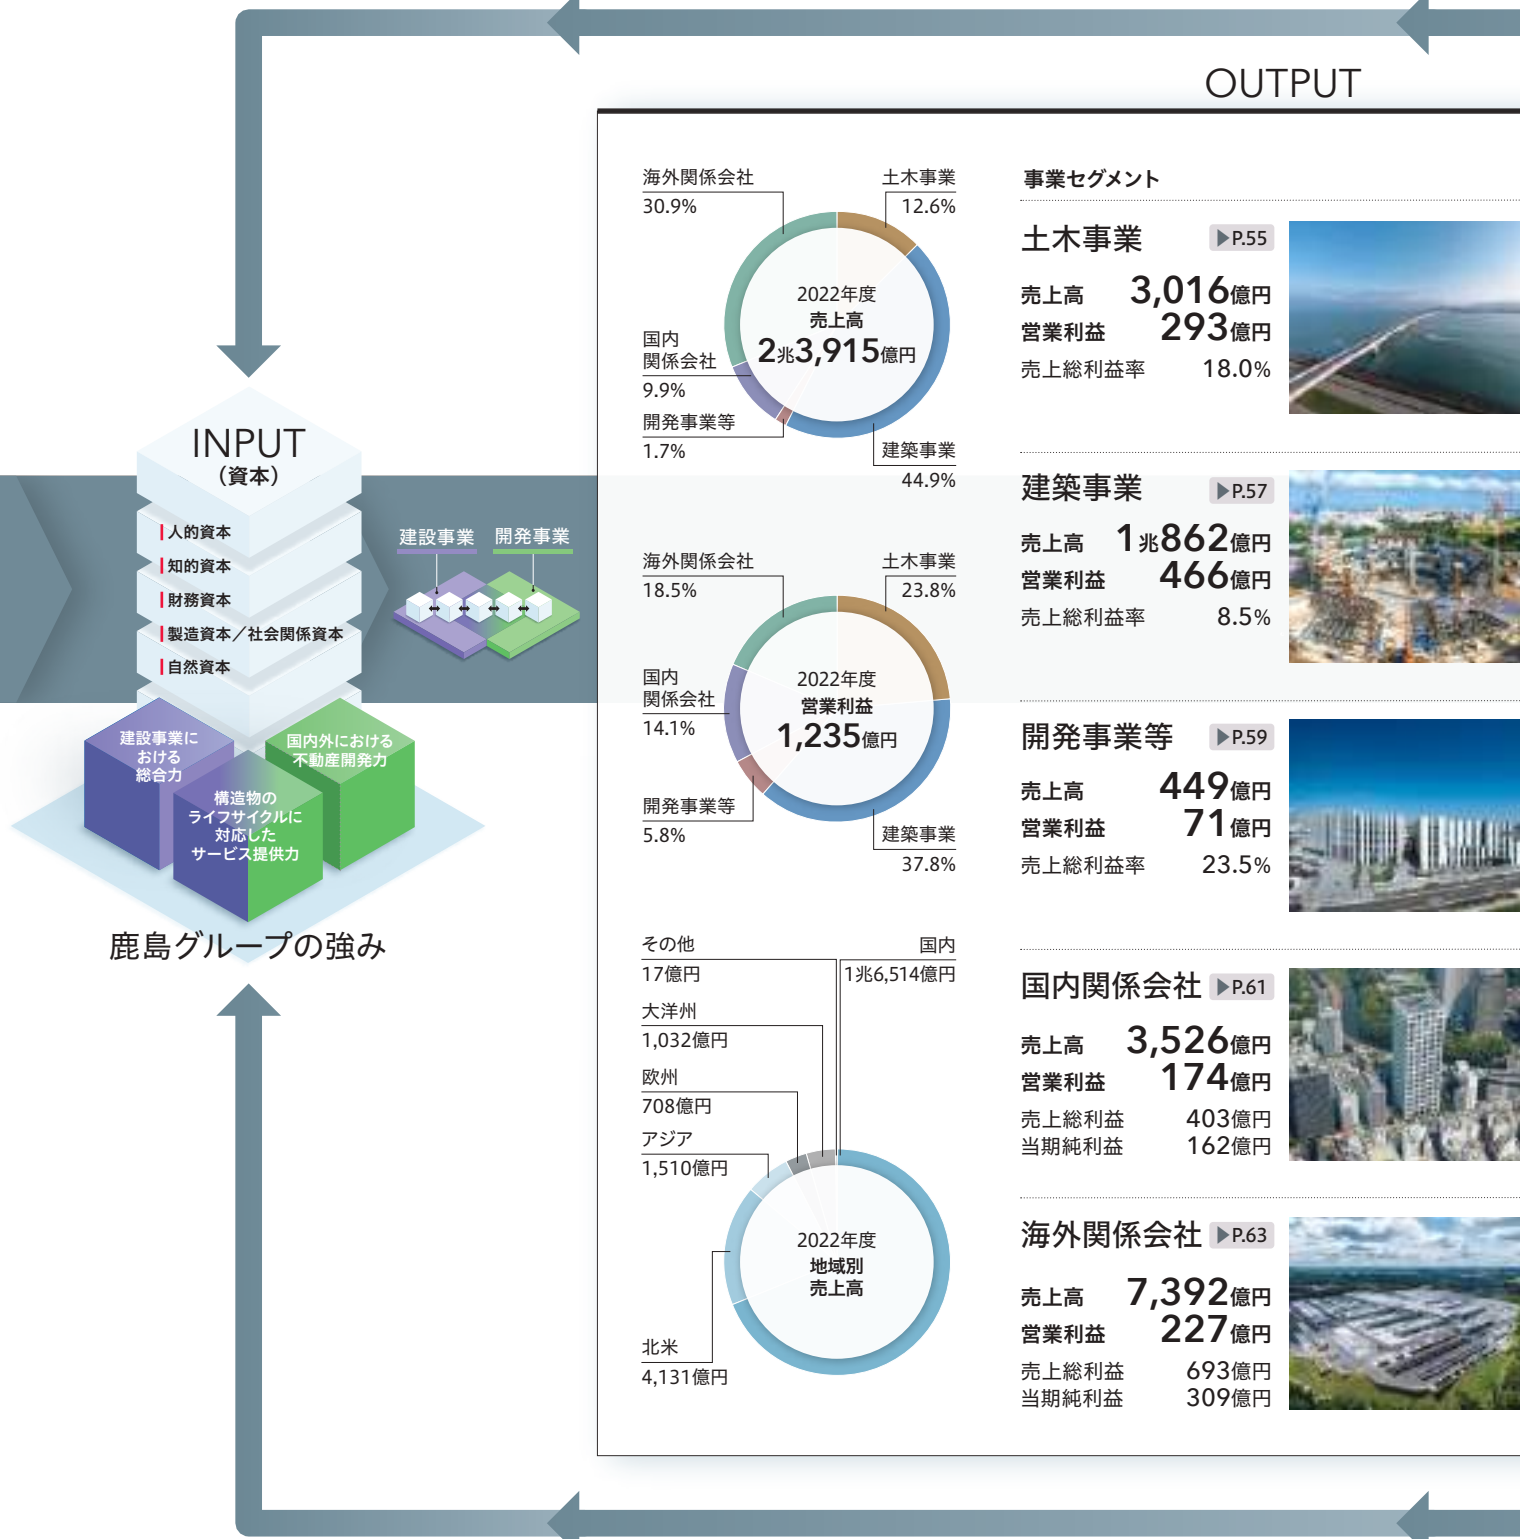 OUTPUT
INPUT
（資本）
人的資本
知的資本
財務資本
製造資本／社会関係資本
自然資本
建設事業
開発事業
建設事業に
おける
総合力
国内外における
不動産開発力
構造物の
ライフサイクルに
対応した
サービス提供力
鹿島グループの強み
海外関係会社
30.9%
土木事業
12.6%
2022年度
売上高
2兆3,915億円
国内
関係会社
9.9%
開発事業等
1.7%
建築事業
44.9%
海外関係会社
18.5%
土木事業
23.8%
2022年度
営業利益
1,235億円
国内
関係会社
14.1%
開発事業等
5.8%
建築事業
37.8%
その他
17億円
国内
1兆6,514億円
大洋州
1,032億円
欧州
708億円
アジア
1,510億円
2022年度
地域別
売上高
北米
4,131億円
事業セグメント
土木事業 ▶P.55
売上高 3,016億円
営業利益 293億円
売上総利益率 18.0%
建築事業 ▶P.57
売上高 1兆862億円
営業利益 466億円
売上総利益率 8.5%
開発事業等 ▶P.59
売上高 449億円
営業利益 71億円
売上総利益率 23.5%
国内関係会社 ▶P.61
売上高 3,526億円
営業利益 174億円
売上総利益 403億円
当期純利益 162億円
海外関係会社 ▶P.63
売上高 7,392億円
営業利益 227億円
売上総利益 693億円
当期純利益 309億円